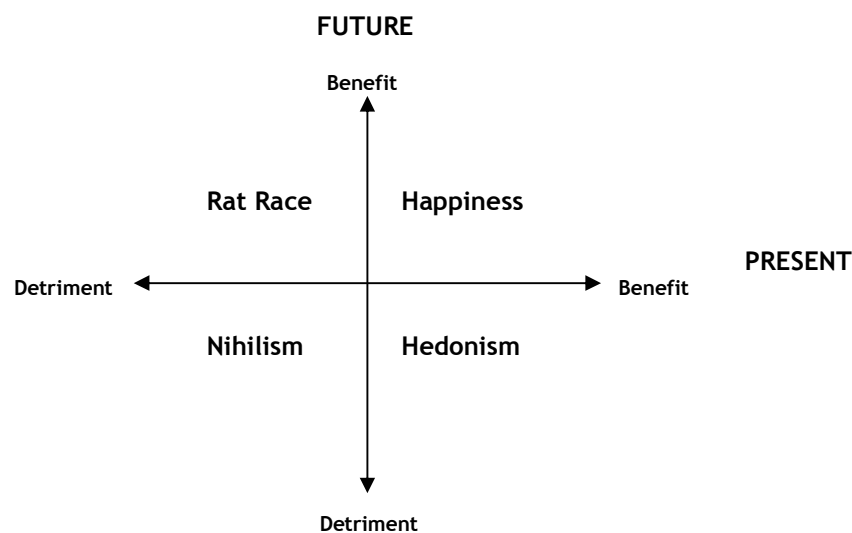 FUTURE
Benefit
Rat Race Happiness
PRESENT
Detriment Benefit
Nihilism Hedonism
Detriment